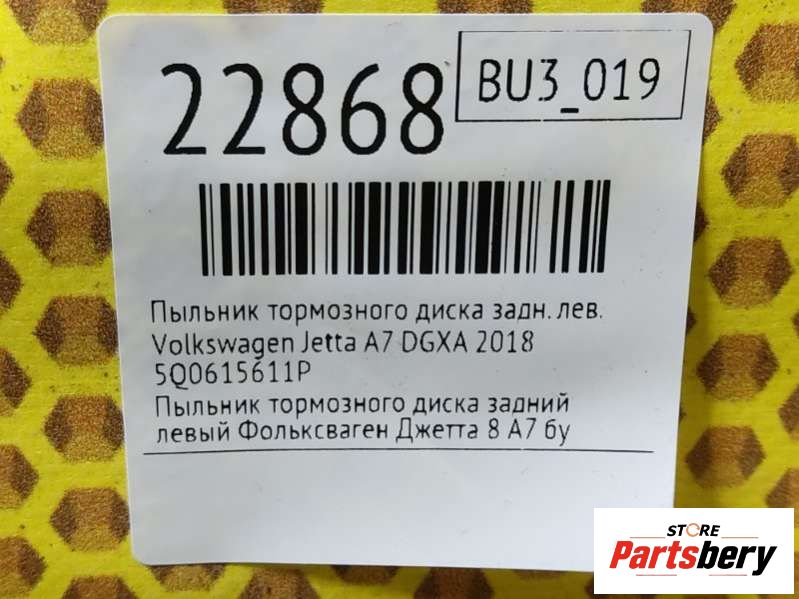 22868
BU3_019
Пыльник тормозного диска задн. лев.
Volkswagen Jetta A7 DGXA 2018
5Q0615611P
Пыльник тормозного диска задний
левый Фольксваген Джетта 8 А7 бу
STORE
Partsbery